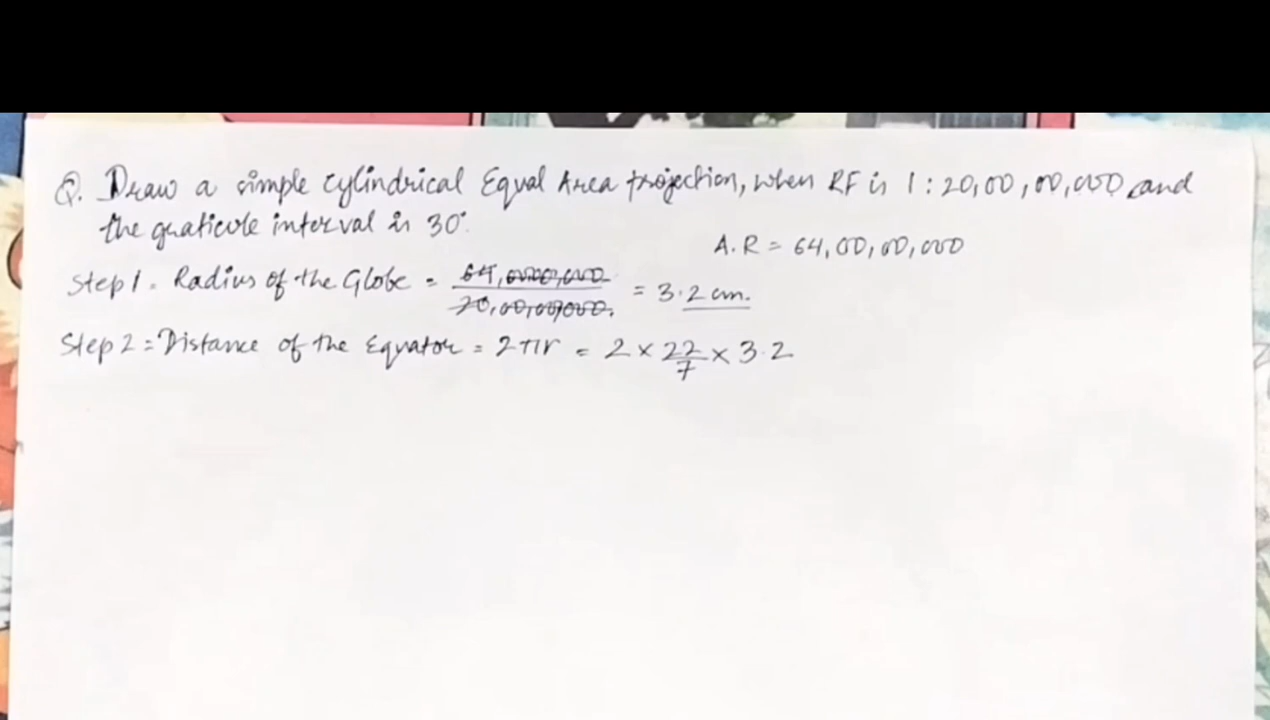 Q. Draw a simple cylindrical Equal Area projection, when RF is 1 : 20,00,00,000 and
the graticule interval is 30°.
A.R = 64,00,00,000
Step 1 = Radius of the Globe = 64,0000,000 / 20,00,00,000. = 3.2 cm.
Step 2 = Distance of the Equator = 2πr = 2 × 22/7 × 3.2